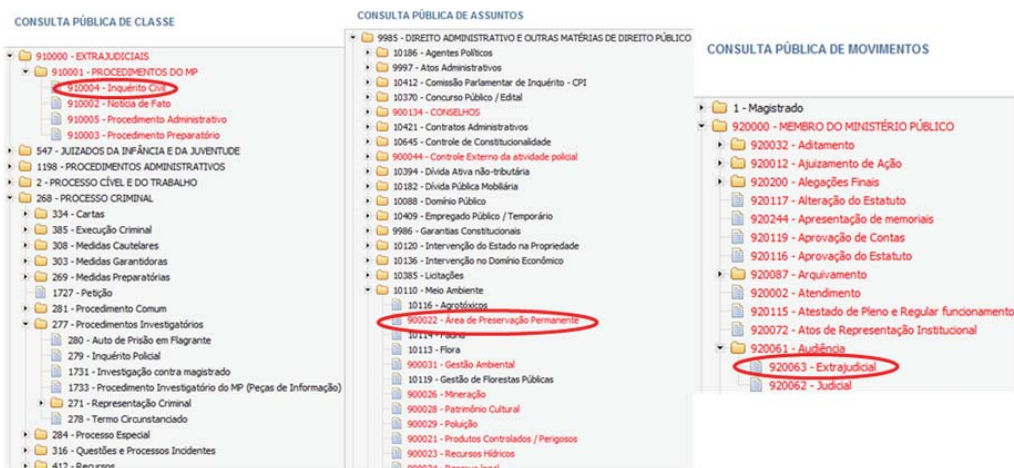 CONSULTA PÚBLICA DE CLASSE
910000 - EXTRAJUDICIAIS
910001 - PROCEDIMENTOS DO MP
910004 - Inquérito Civil
910002 - Notícia de Fato
910005 - Procedimento Administrativo
910003 - Procedimento Preparatório
547 - JUIZADOS DA INFÂNCIA E DA JUVENTUDE
1198 - PROCEDIMENTOS ADMINISTRATIVOS
2 - PROCESSO CÍVEL E DO TRABALHO
268 - PROCESSO CRIMINAL
334 - Cartas
385 - Execução Criminal
308 - Medidas Cautelares
303 - Medidas Garantidoras
269 - Medidas Preparatórias
1727 - Petição
281 - Procedimento Comum
277 - Procedimentos Investigatórios
280 - Auto de Prisão em Flagrante
279 - Inquérito Policial
1731 - Investigação contra magistrado
1733 - Procedimento Investigatório do MP (Peças de Informação)
271 - Representação Criminal
278 - Termo Circunstanciado
284 - Processo Especial
316 - Questões e Processos Incidentes
412 - Recursos
CONSULTA PÚBLICA DE ASSUNTOS
9985 - DIREITO ADMINISTRATIVO E OUTRAS MATÉRIAS DE DIREITO PÚBLICO
10186 - Agentes Políticos
9997 - Atos Administrativos
10412 - Comissão Parlamentar de Inquérito - CPI
10370 - Concurso Público / Edital
900134 - CONSELHOS
10421 - Contratos Administrativos
10645 - Controle de Constitucionalidade
900044 - Controle Externo da atividade policial
10394 - Dívida Ativa não-tributária
10182 - Dívida Pública Mobiliária
10088 - Domínio Público
10409 - Empregado Público / Temporário
9986 - Garantias Constitucionais
10120 - Intervenção do Estado na Propriedade
10136 - Intervenção no Domínio Econômico
10385 - Licitações
10110 - Meio Ambiente
10116 - Agrotóxicos
900022 - Área de Preservação Permanente
10114 - Fauna
10113 - Flora
900031 - Gestão Ambiental
10119 - Gestão de Florestas Públicas
900026 - Mineração
900028 - Patrimônio Cultural
900029 - Poluição
900021 - Produtos Controlados / Perigosos
900023 - Recursos Hídricos
900024 - Reserva legal
CONSULTA PÚBLICA DE MOVIMENTOS
1 - Magistrado
920000 - MEMBRO DO MINISTÉRIO PÚBLICO
920032 - Aditamento
920012 - Ajuizamento de Ação
920200 - Alegações Finais
920117 - Alteração do Estatuto
920244 - Apresentação de memoriais
920119 - Aprovação de Contas
920116 - Aprovação do Estatuto
920087 - Arquivamento
920002 - Atendimento
920115 - Atestado de Pleno e Regular funcionamento
920072 - Atos de Representação Institucional
920061 - Audiência
920063 - Extrajudicial
920062 - Judicial